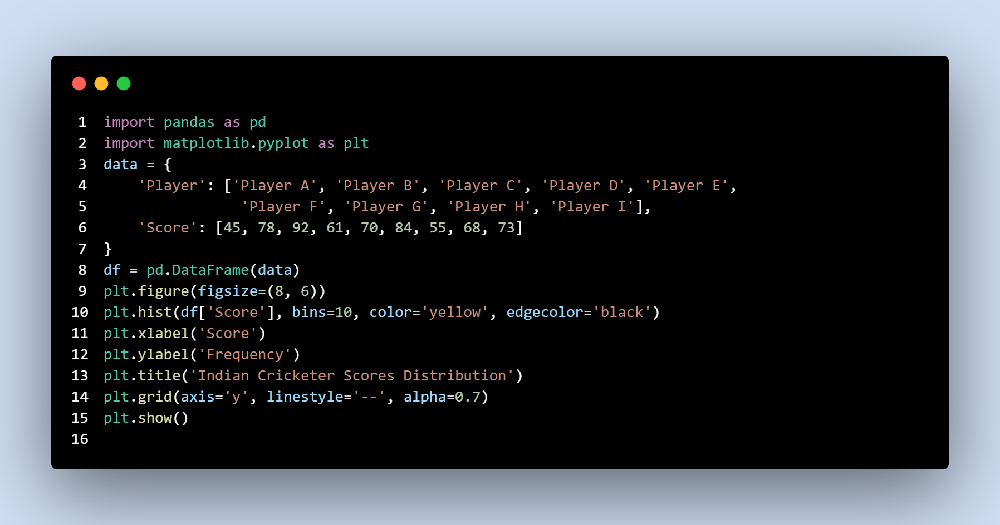 1 import pandas as pd
2 import matplotlib.pyplot as plt
3 data = {
4     'Player': ['Player A', 'Player B', 'Player C', 'Player D', 'Player E',
5                'Player F', 'Player G', 'Player H', 'Player I'],
6     'Score': [45, 78, 92, 61, 70, 84, 55, 68, 73]
7 }
8 df = pd.DataFrame(data)
9 plt.figure(figsize=(8, 6))
10 plt.hist(df['Score'], bins=10, color='yellow', edgecolor='black')
11 plt.xlabel('Score')
12 plt.ylabel('Frequency')
13 plt.title('Indian Cricketer Scores Distribution')
14 plt.grid(axis='y', linestyle='--', alpha=0.7)
15 plt.show()
16